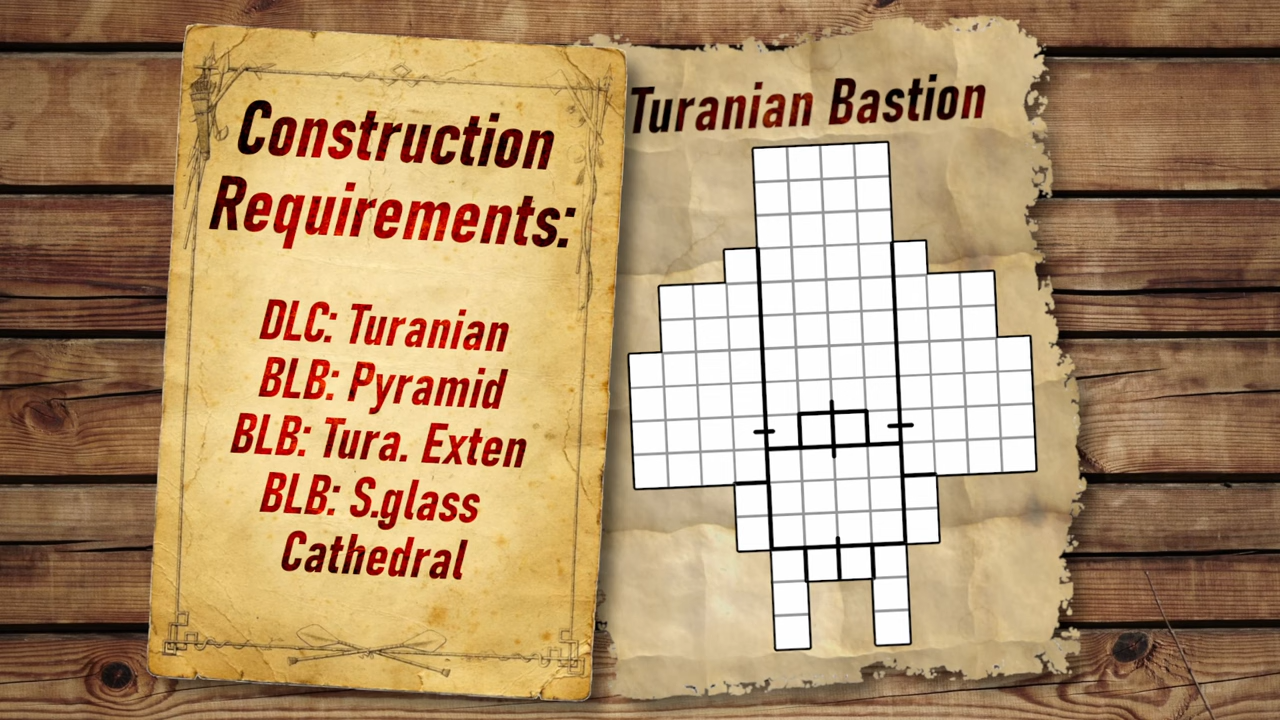 Construction
Requirements:
DLC: Turanian
BLB: Pyramid
BLB: Tura. Exten
BLB: S.glass
Cathedral
Turanian Bastion